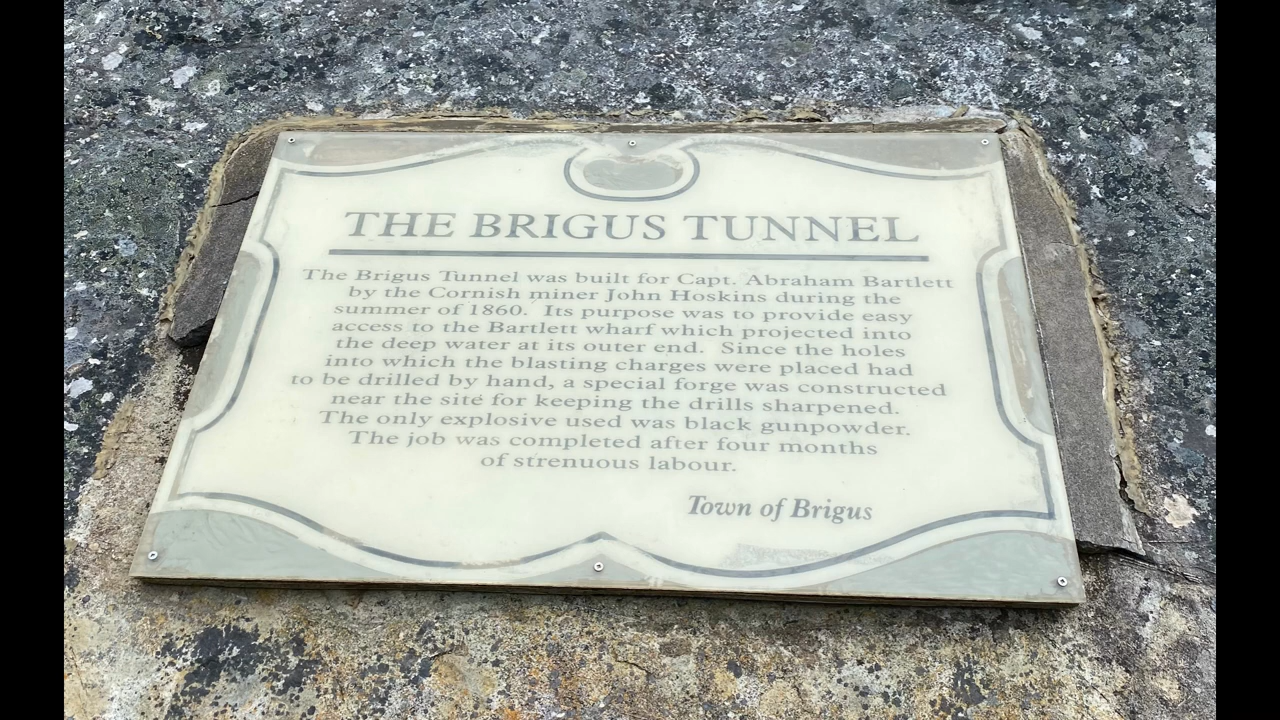 THE BRIGUS TUNNEL
The Brigus Tunnel was built for Capt. Abraham Bartlett
by the Cornish miner John Hoskins during the
summer of 1860. Its purpose was to provide easy
access to the Bartlett wharf which projected into
the deep water at its outer end. Since the holes
into which the blasting charges were placed had
to be drilled by hand, a special forge was constructed
near the site for keeping the drills sharpened.
The only explosive used was black gunpowder.
The job was completed after four months
of strenuous labour.
Town of Brigus